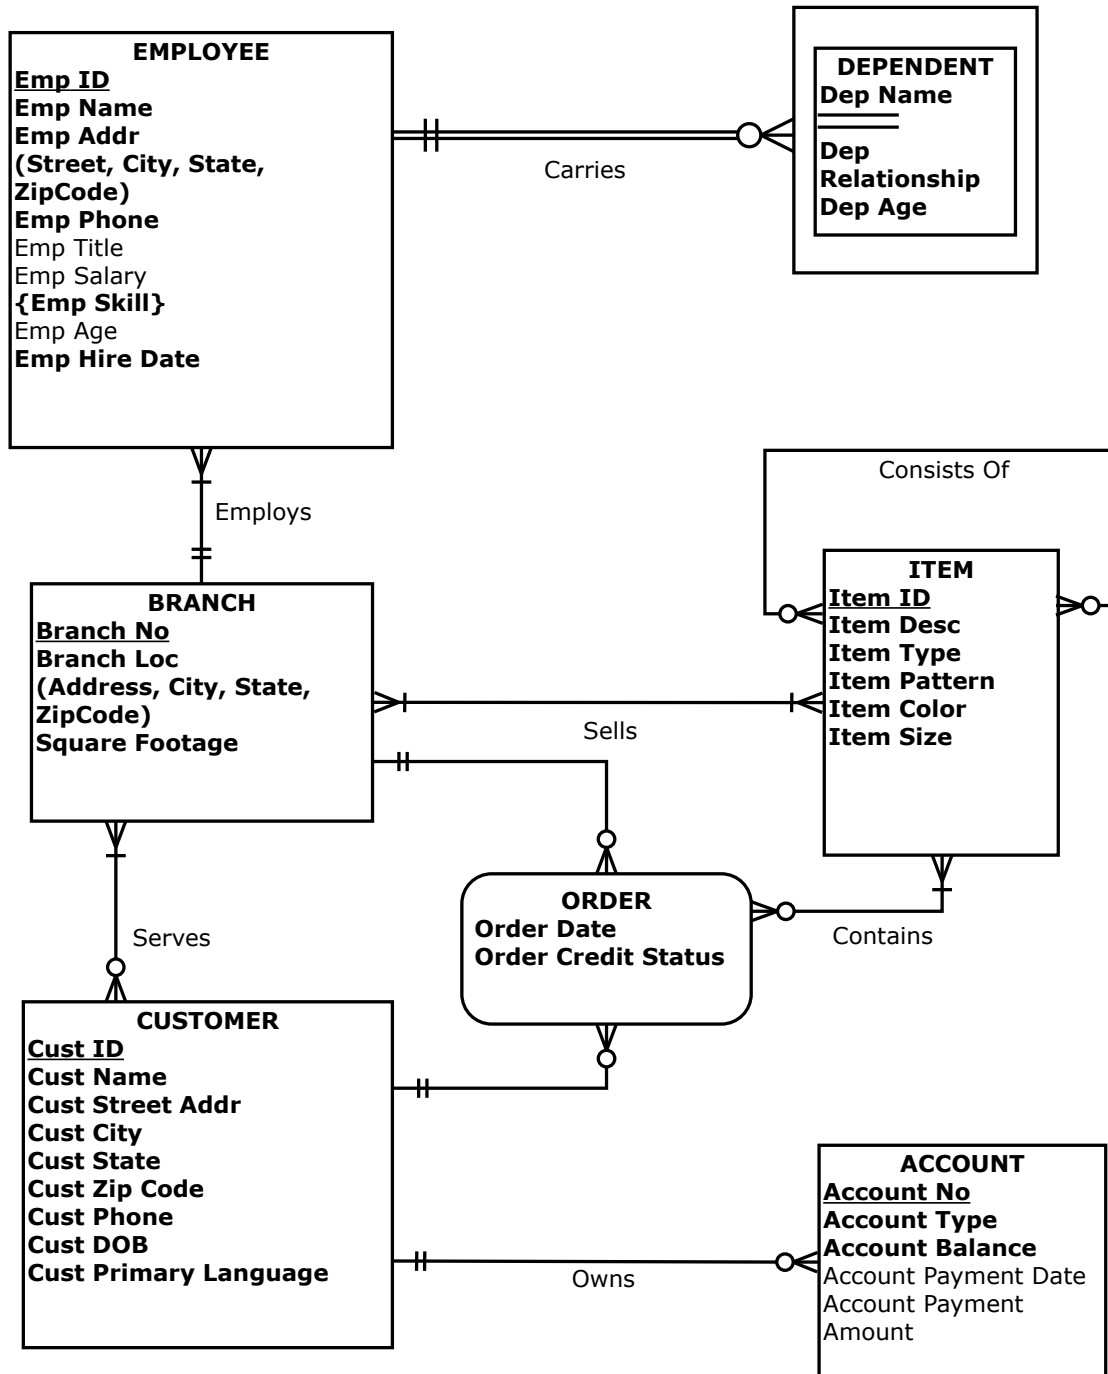 EMPLOYEE
Emp ID
Emp Name
Emp Addr
(Street, City, State,
ZipCode)
Emp Phone
Emp Title
Emp Salary
{Emp Skill}
Emp Age
Emp Hire Date
Carries
DEPENDENT
Dep Name
Dep
Relationship
Dep Age
Employs
Consists Of
BRANCH
Branch No
Branch Loc
(Address, City, State,
ZipCode)
Square Footage
Sells
ITEM
Item ID
Item Desc
Item Type
Item Pattern
Item Color
Item Size
Serves
ORDER
Order Date
Order Credit Status
Contains
CUSTOMER
Cust ID
Cust Name
Cust Street Addr
Cust City
Cust State
Cust Zip Code
Cust Phone
Cust DOB
Cust Primary Language
Owns
ACCOUNT
Account No
Account Type
Account Balance
Account Payment Date
Account Payment
Amount